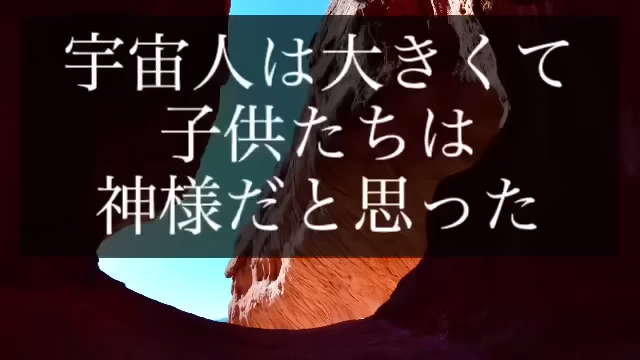 宇宙人は大きくて
子供たちは
神様だと思った